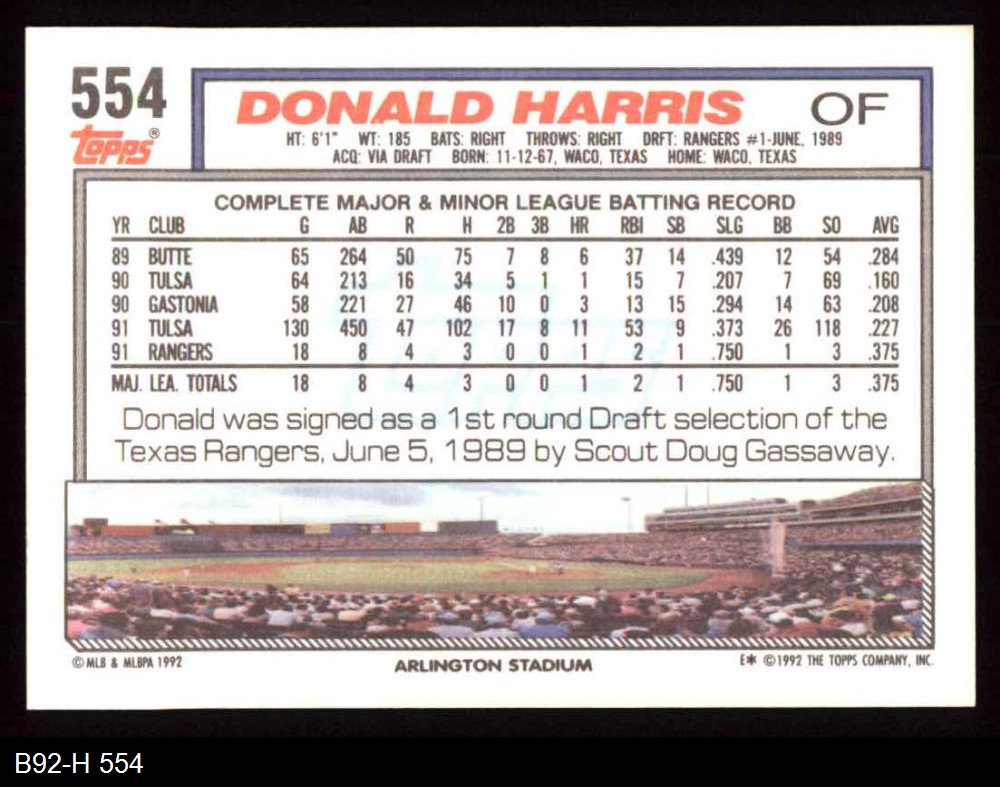 554
topps®
DONALD HARRIS OF
HT: 6'1" WT: 185 BATS: RIGHT THROWS: RIGHT DRFT: RANGERS #1-JUNE, 1989
ACQ: VIA DRAFT BORN: 11-12-67, WACO, TEXAS HOME: WACO, TEXAS
COMPLETE MAJOR & MINOR LEAGUE BATTING RECORD
YR CLUB G AB R H 2B 3B HR RBI SB SLG BB SO AVG
89 BUTTE 65 264 50 75 7 8 6 37 14 .439 12 54 .284
90 TULSA 64 213 16 34 5 1 1 15 7 .207 7 69 .160
90 GASTONIA 58 221 27 46 10 0 3 13 15 .294 14 63 .208
91 TULSA 130 450 47 102 17 8 11 53 9 .373 26 118 .227
91 RANGERS 18 8 4 3 0 0 1 2 1 .750 1 3 .375
MAJ. LEA. TOTALS 18 8 4 3 0 0 1 2 1 .750 1 3 .375
Donald was signed as a 1st round Draft selection of the
Texas Rangers, June 5, 1989 by Scout Doug Gassaway.
© MLB & MLBPA 1992
ARLINGTON STADIUM
E* ©1992 THE TOPPS COMPANY, INC.
B92-H 554